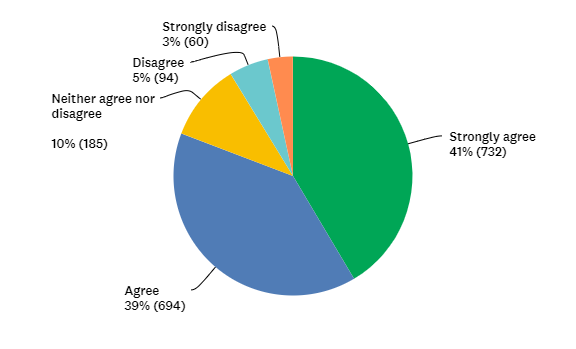 Strongly disagree
3% (60)
Disagree
5% (94)
Neither agree nor
disagree
10% (185)
Strongly agree
41% (732)
Agree
39% (694)